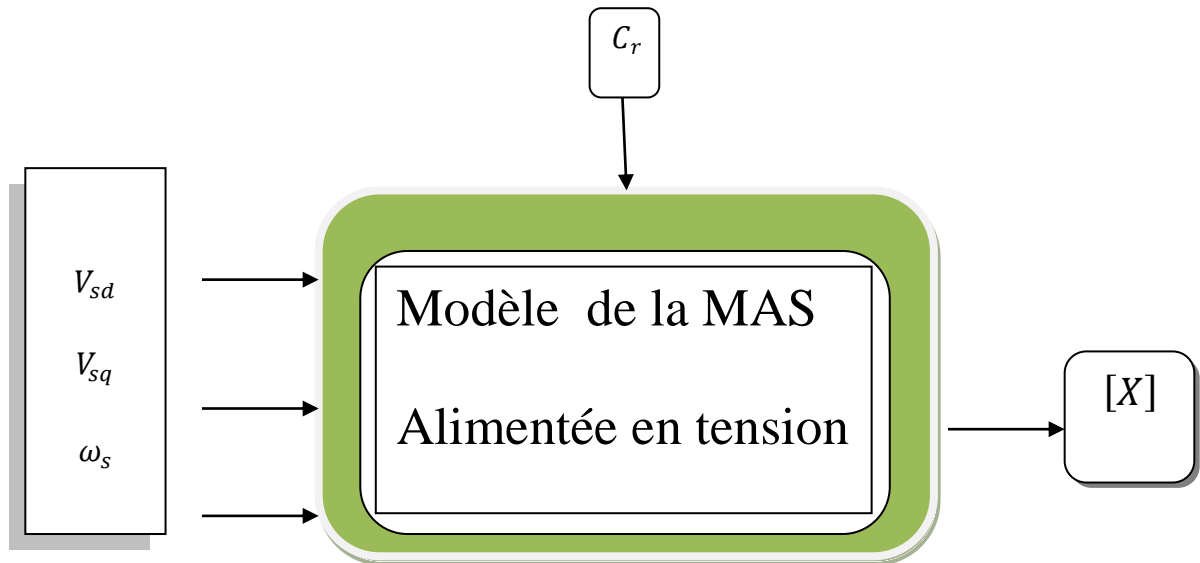 C_r
V_sd
V_sq
ω_s
Modèle de la MAS
Alimentée en tension
[X]